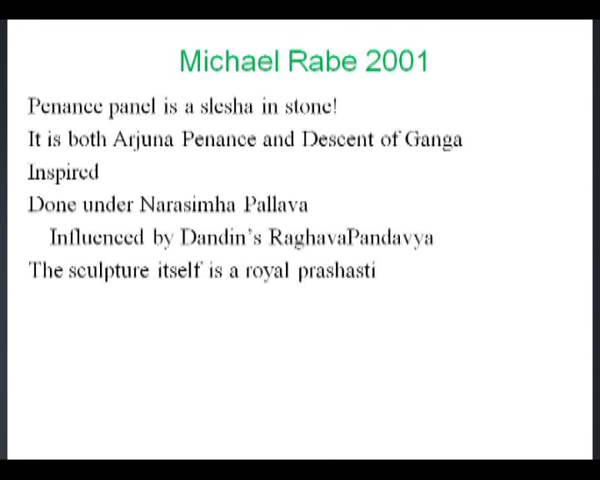 Michael Rabe 2001
Penance panel is a slesha in stone!
It is both Arjuna Penance and Descent of Ganga
Inspired
Done under Narasimha Pallava
Influenced by Dandin's RaghavaPandavya
The sculpture itself is a royal prashasti